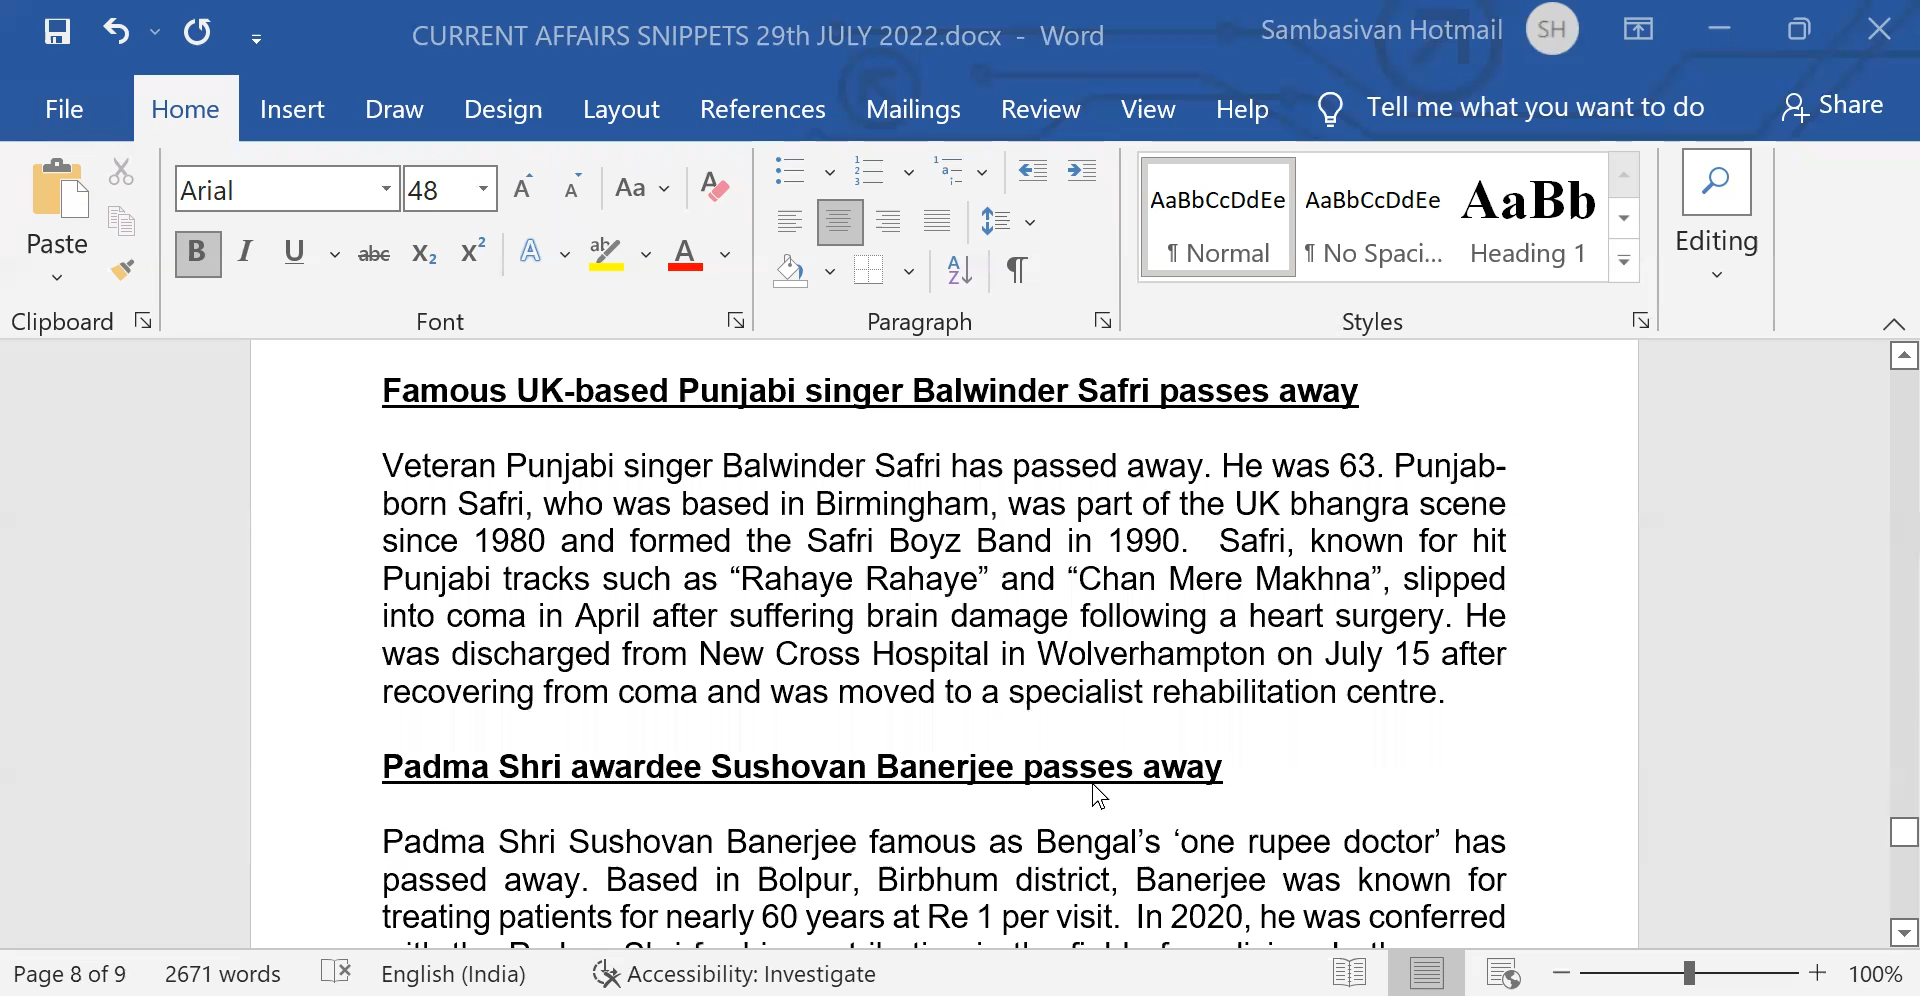 CURRENT AFFAIRS SNIPPETS 29th JULY 2022.docx - Word
Sambasivan Hotmail SH
File Home Insert Draw Design Layout References Mailings Review View Help Tell me what you want to do Share
Arial 48 Aa
AaBbCcDdEe AaBbCcDdEe AaBb
Paste B I U abc X₂ X² A ab A
¶ Normal ¶ No Spaci... Heading 1
Editing
Clipboard Font Paragraph Styles
Famous UK-based Punjabi singer Balwinder Safri passes away
Veteran Punjabi singer Balwinder Safri has passed away. He was 63. Punjab-
born Safri, who was based in Birmingham, was part of the UK bhangra scene
since 1980 and formed the Safri Boyz Band in 1990. Safri, known for hit
Punjabi tracks such as “Rahaye Rahaye” and “Chan Mere Makhna”, slipped
into coma in April after suffering brain damage following a heart surgery. He
was discharged from New Cross Hospital in Wolverhampton on July 15 after
recovering from coma and was moved to a specialist rehabilitation centre.
Padma Shri awardee Sushovan Banerjee passes away
Padma Shri Sushovan Banerjee famous as Bengal’s ‘one rupee doctor’ has
passed away. Based in Bolpur, Birbhum district, Banerjee was known for
treating patients for nearly 60 years at Re 1 per visit. In 2020, he was conferred
Page 8 of 9 2671 words English (India) Accessibility: Investigate 100%